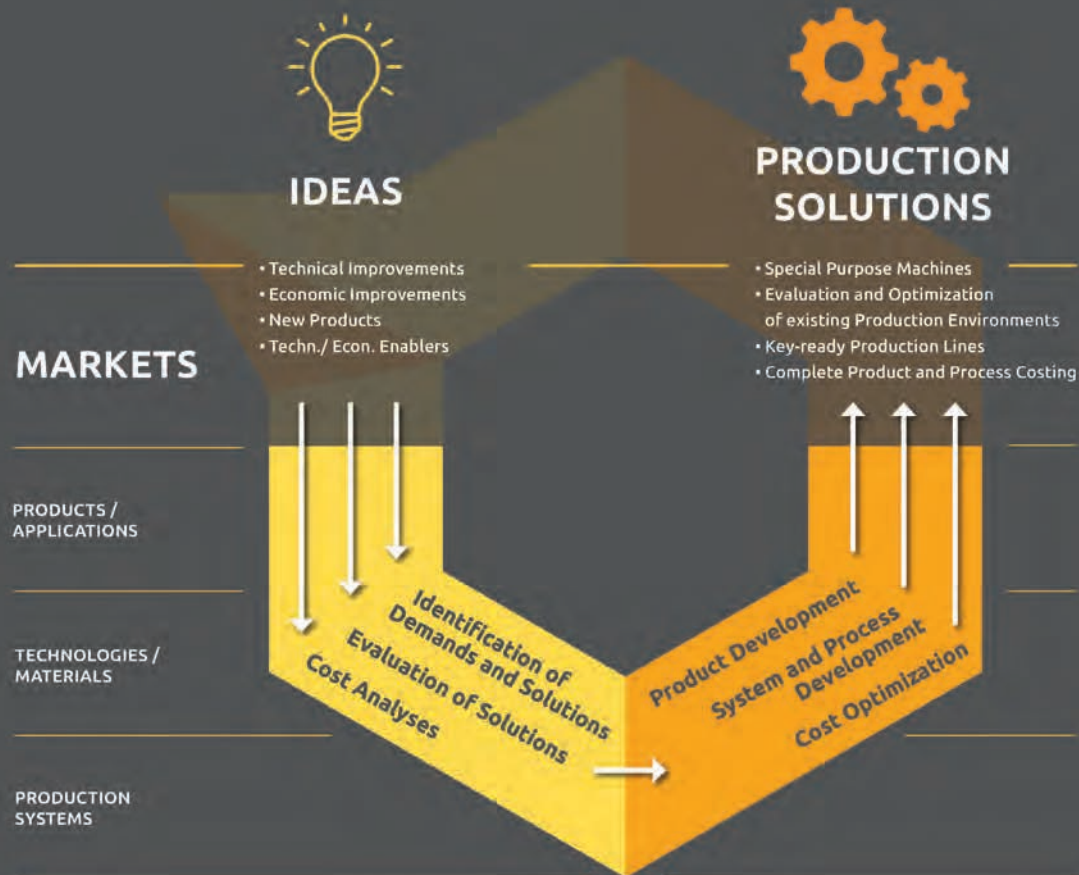 IDEAS
• Technical Improvements
• Economic Improvements
• New Products
• Techn./ Econ. Enablers
PRODUCTION
SOLUTIONS
• Special Purpose Machines
• Evaluation and Optimization
of existing Production Environments
• Key-ready Production Lines
• Complete Product and Process Costing
MARKETS
PRODUCTS /
APPLICATIONS
TECHNOLOGIES /
MATERIALS
PRODUCTION
SYSTEMS
Identification of
Demands and Solutions
Evaluation of Solutions
Cost Analyses
Product Development
System and Process
Development
Cost Optimization